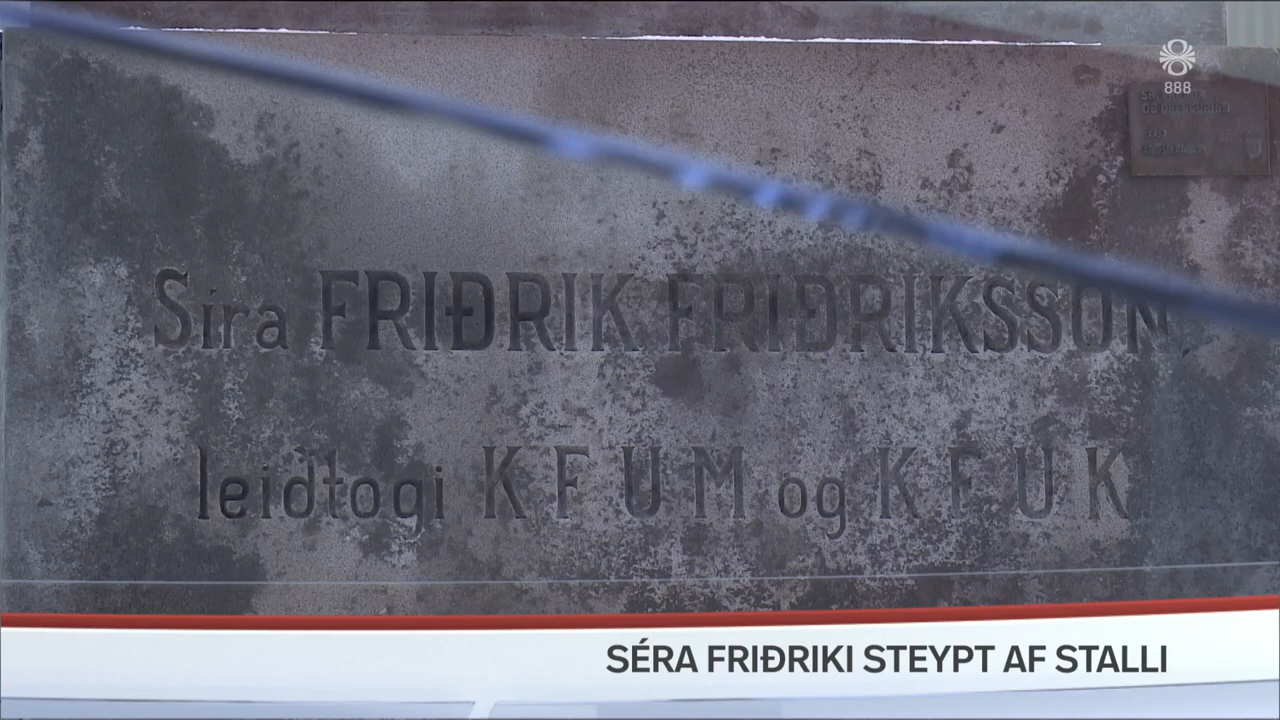 888
Síra FRIÐRIK FRIÐRIKSSON
leiðtogi KFUM og KFUK.
SÉRA FRIÐRIKI STEYPT AF STALLI